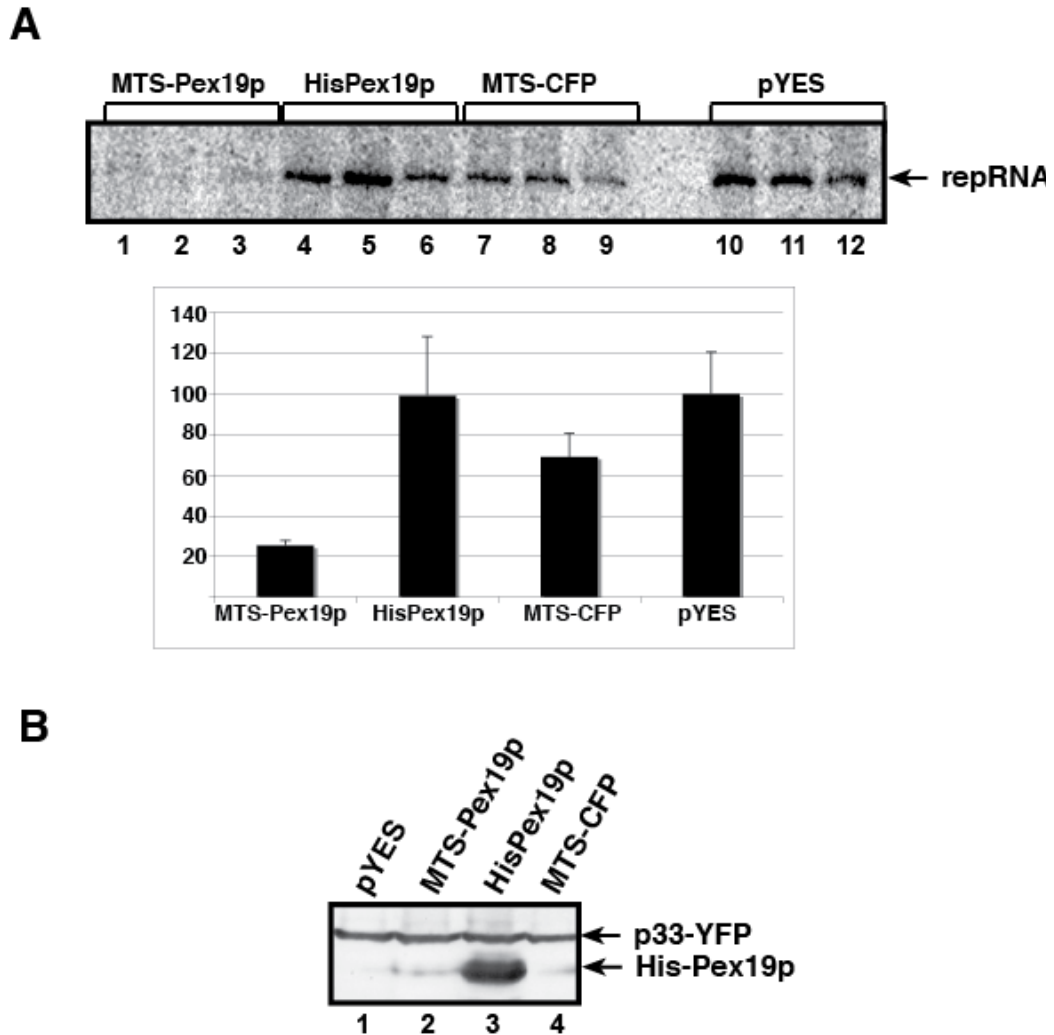 A
MTS-Pex19p HisPex19p MTS-CFP pYES
repRNA
1 2 3 4 5 6 7 8 9 10 11 12
140
120
100
80
60
40
20
MTS-Pex19p HisPex19p MTS-CFP pYES
B
pYES MTS-Pex19p HisPex19p MTS-CFP
p33-YFP
His-Pex19p
1 2 3 4